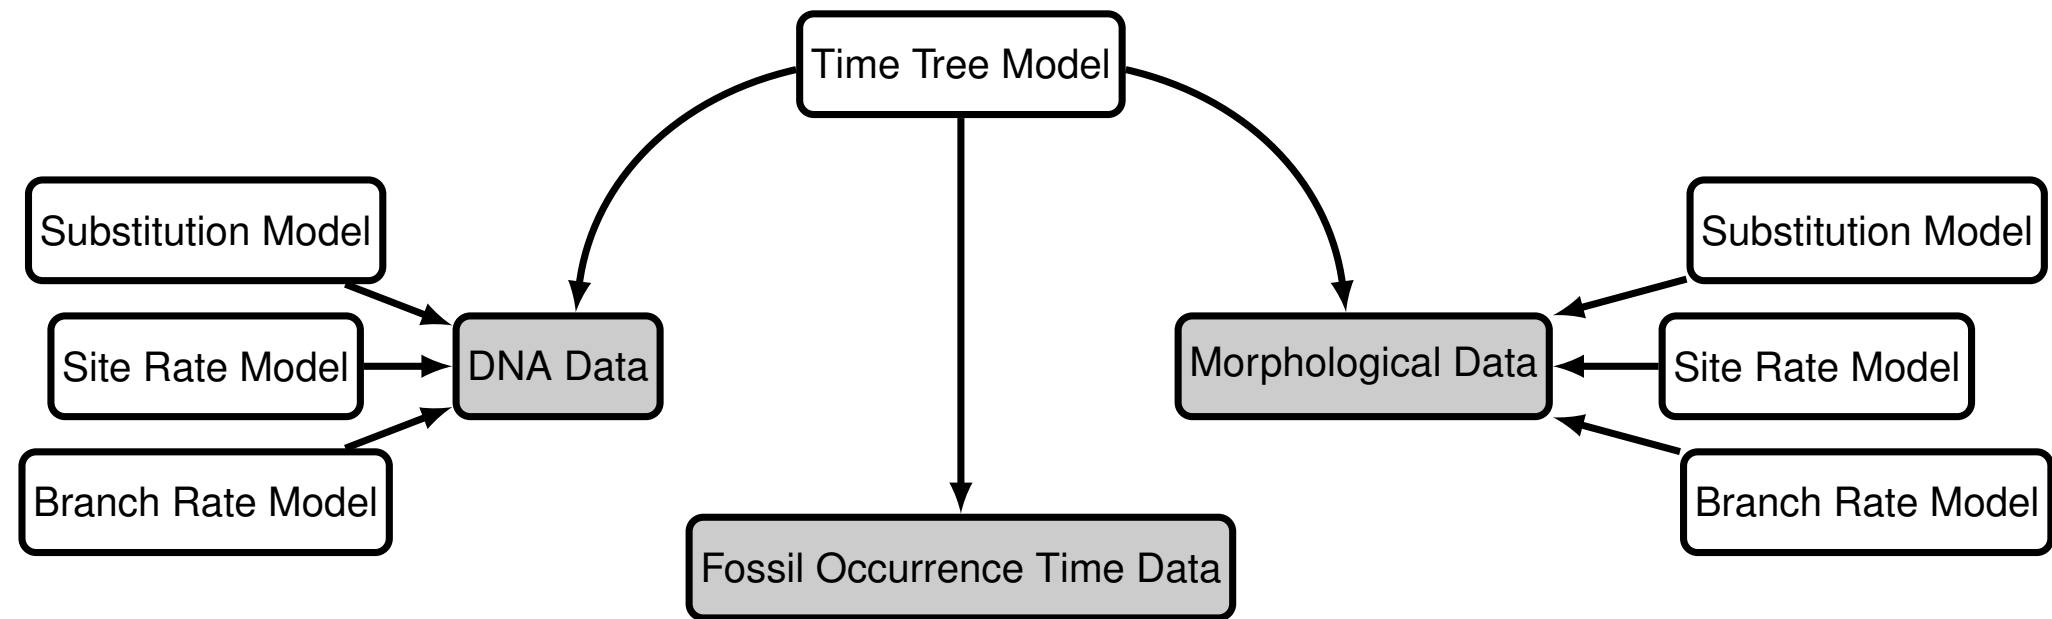 Time Tree Model
Substitution Model
Substitution Model
Site Rate Model
DNA Data
Morphological Data
Site Rate Model
Branch Rate Model
Branch Rate Model
Fossil Occurrence Time Data